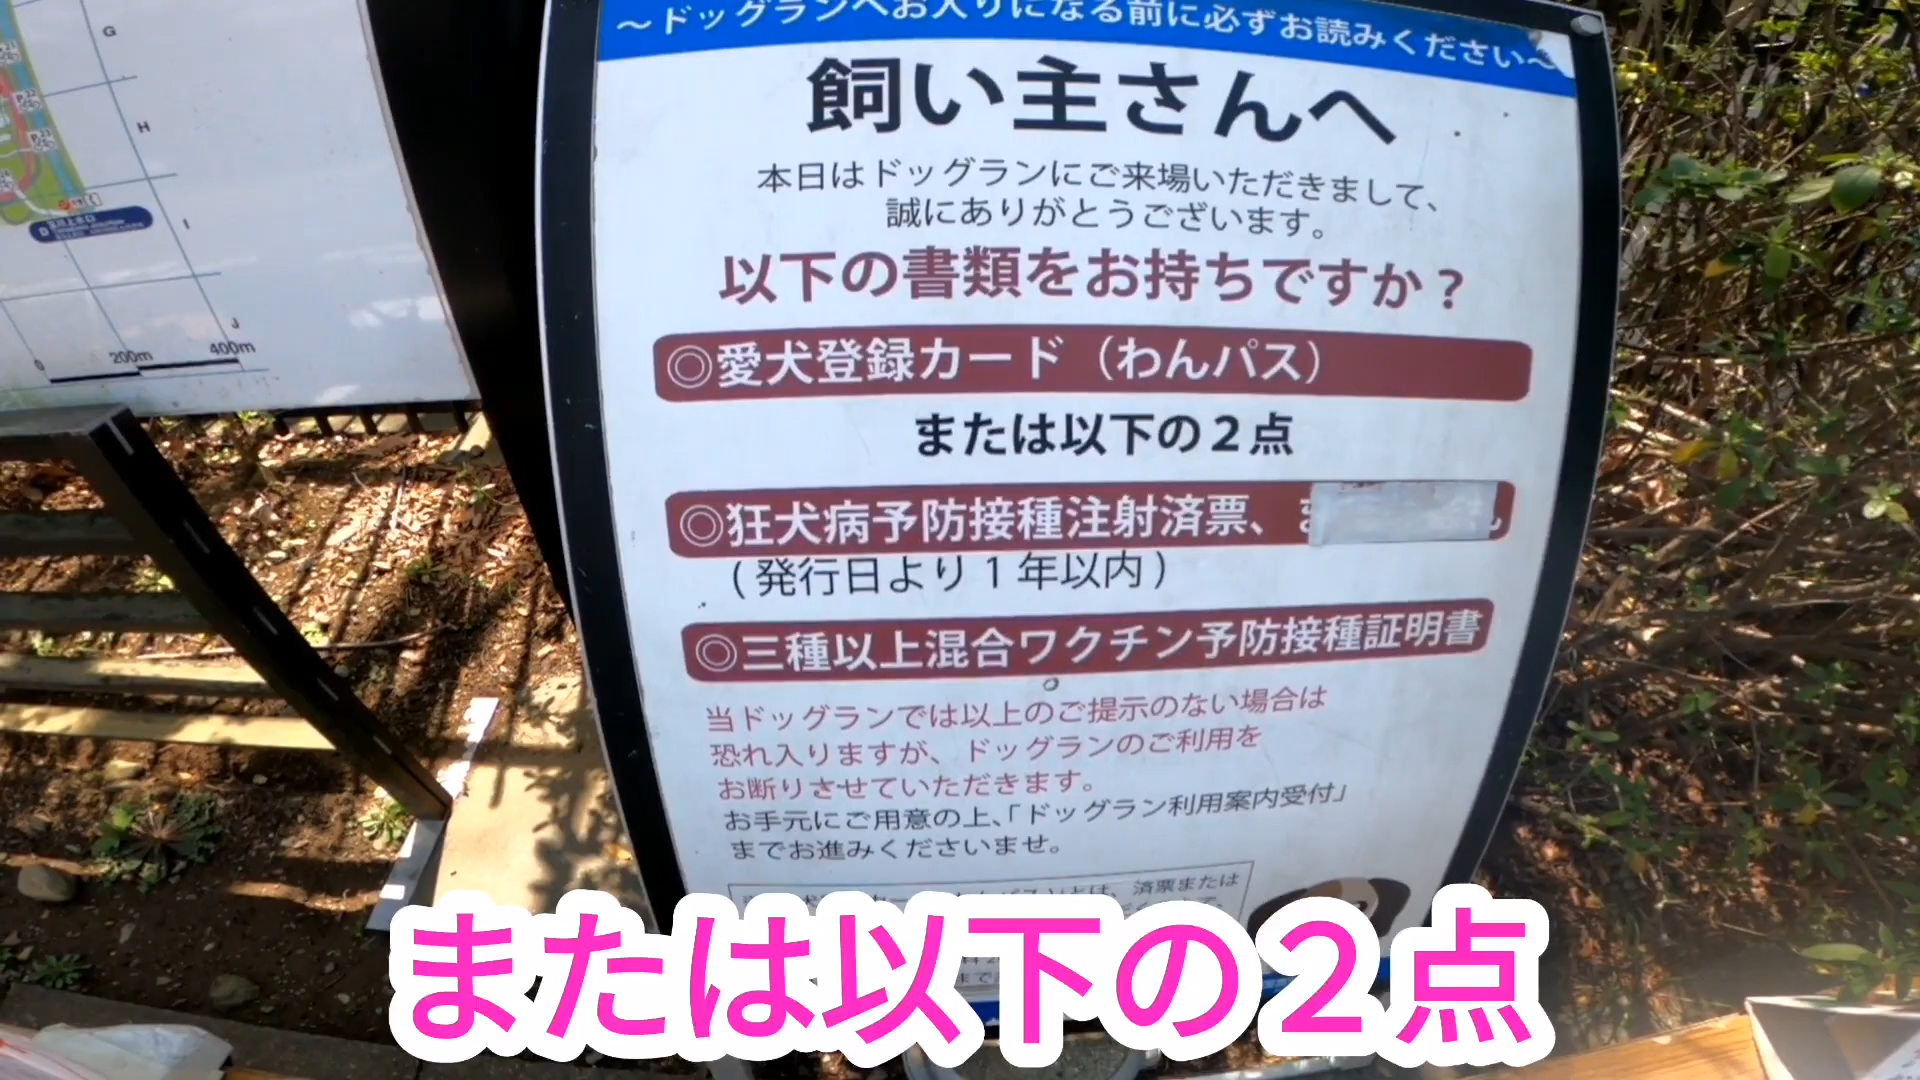 G
H
I
J
0
200m
400m
～ドッグランへお入りになる前に必ずお読みください～
飼い主さんへ
本日はドッグランにご来場いただきまして、
誠にありがとうございます。
以下の書類をお持ちですか？
◎愛犬登録カード（わんパス）
または以下の２点
◎狂犬病予防接種注射済票、
(発行日より１年以内)
◎三種以上混合ワクチン予防接種証明書
当ドッグランでは以上のご提示のない場合は
恐れ入りますが、ドッグランのご利用を
お断りさせていただきます。
お手元にご用意の上、「ドッグラン利用案内受付」
までお進みくださいませ。
とは、済票または
または以下の２点